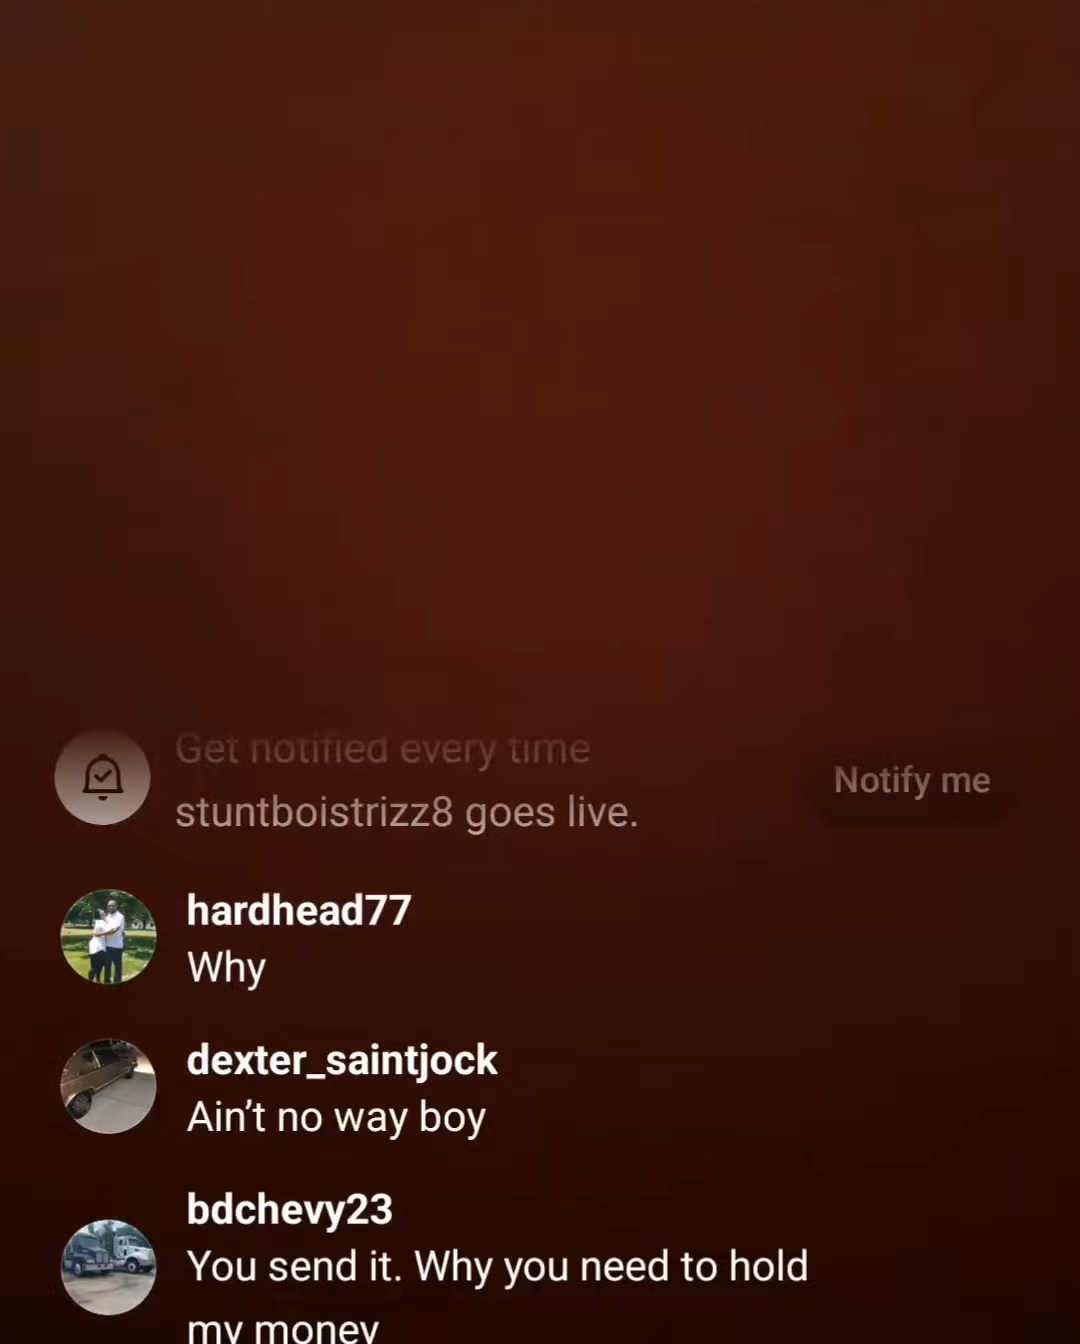 Get notified every time
stuntboistrizz8 goes live.
Notify me
hardhead77
Why
dexter_saintjock
Ain’t no way boy
bdchevy23
You send it. Why you need to hold
my money